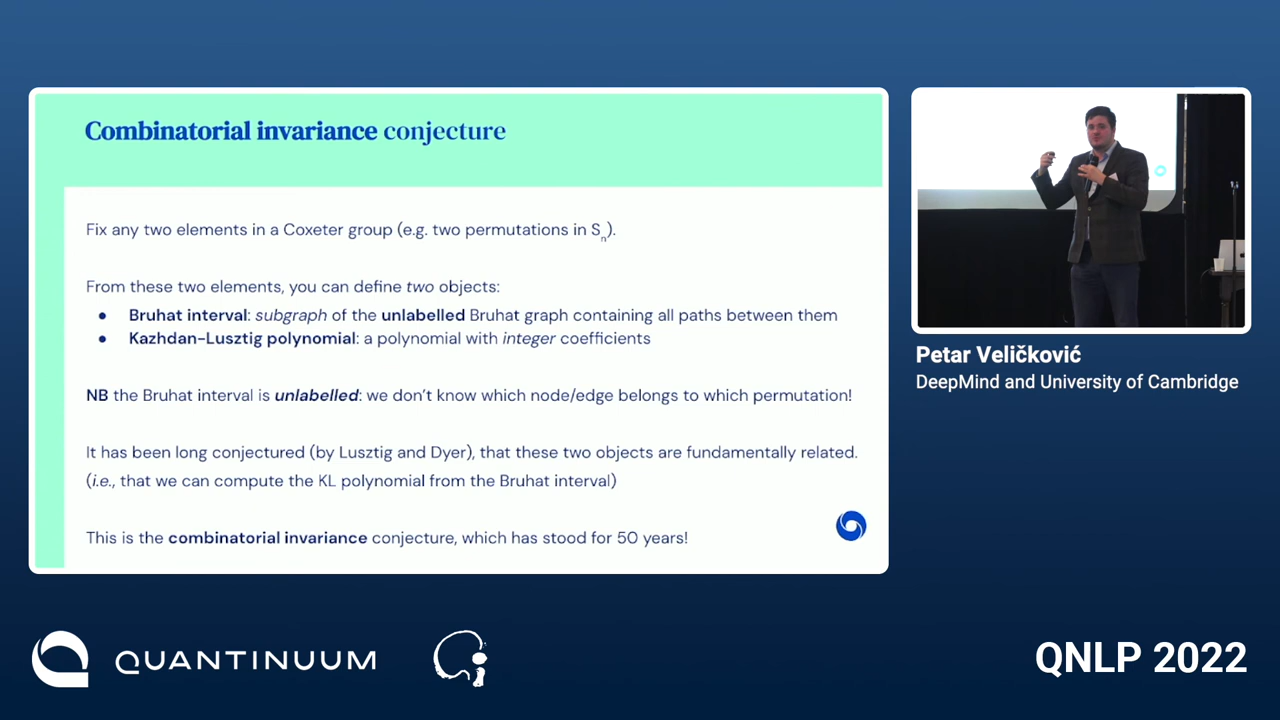 Combinatorial invariance conjecture
Fix any two elements in a Coxeter group (e.g. two permutations in Sn).
From these two elements, you can define two objects:
● Bruhat interval: subgraph of the unlabelled Bruhat graph containing all paths between them
● Kazhdan-Lusztig polynomial: a polynomial with integer coefficients
NB the Bruhat interval is unlabelled: we don't know which node/edge belongs to which permutation!
It has been long conjectured (by Lusztig and Dyer), that these two objects are fundamentally related.
(i.e., that we can compute the KL polynomial from the Bruhat interval)
This is the combinatorial invariance conjecture, which has stood for 50 years!
Petar Veličković
DeepMind and University of Cambridge
QUANTINUUM
QNLP 2022